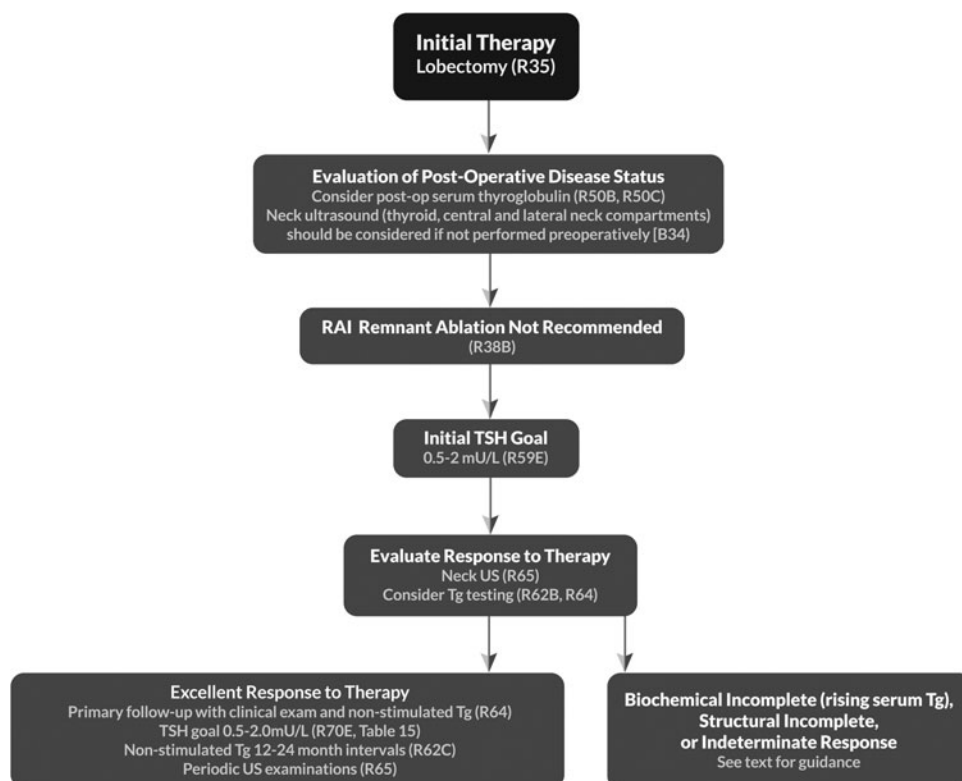 Initial Therapy
Lobectomy (R35)
Evaluation of Post-Operative Disease Status
Consider post-op serum thyroglobulin (R50B, R50C)
Neck ultrasound (thyroid, central and lateral neck compartments)
should be considered if not performed preoperatively [B34)
RAI Remnant Ablation Not Recommended
(R38B)
Initial TSH Goal
0.5-2 mU/L (R59E)
Evaluate Response to Therapy
Neck US (R65)
Consider Tg testing (R62B, R64)
Excellent Response to Therapy
Primary follow-up with clinical exam and non-stimulated Tg (R64)
TSH goal 0.5-2.0mU/L (R70E, Table 15)
Non-stimulated Tg 12-24 month intervals (R62C)
Periodic US examinations (R65)
Biochemical Incomplete (rising serum Tg),
Structural Incomplete,
or Indeterminate Response
See text for guidance